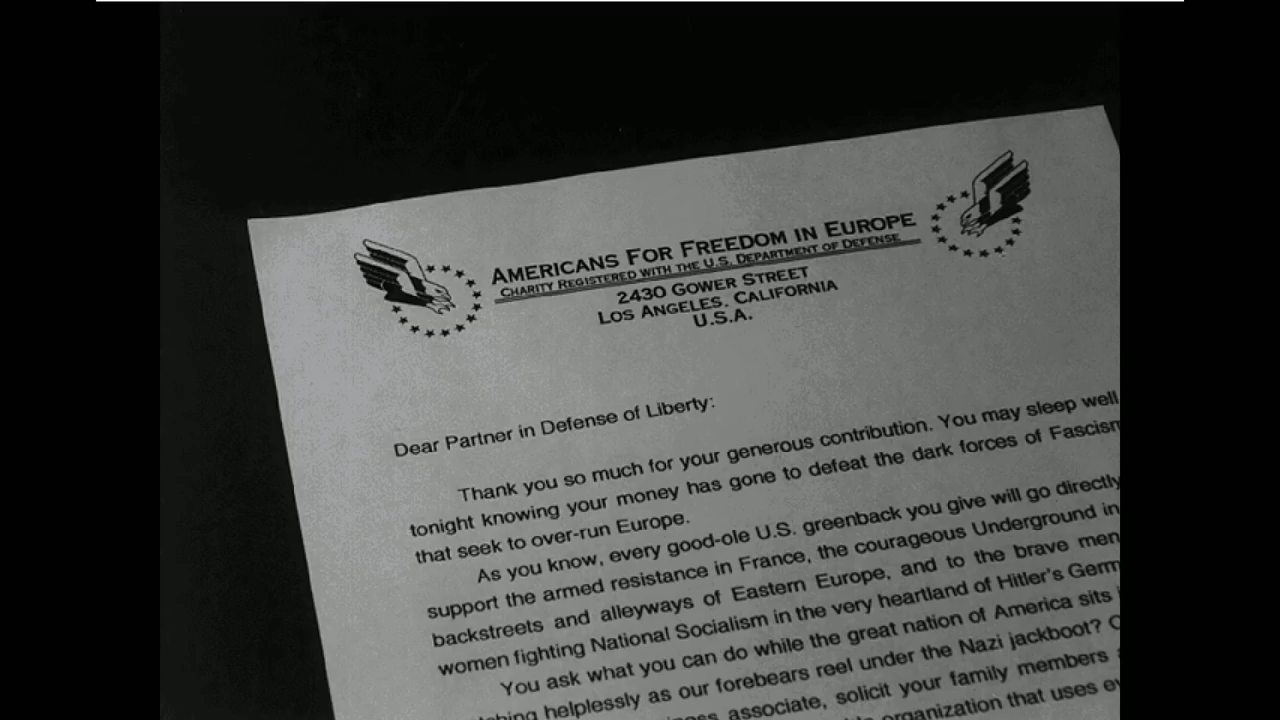 AMERICANS FOR FREEDOM IN EUROPE
CHARITY REGISTERED WITH THE U.S. DEPARTMENT OF DEFENSE
2430 GOWER STREET
LOS ANGELES, CALIFORNIA
U.S.A.
Dear Partner in Defense of Liberty:
Thank you so much for your generous contribution. You may sleep well
tonight knowing your money has gone to defeat the dark forces of Fascism
that seek to over-run Europe.
As you know, every good-ole U.S. greenback you give will go directly
support the armed resistance in France, the courageous Underground in
backstreets and alleyways of Eastern Europe, and to the brave men
women fighting National Socialism in the very heartland of Hitler's Germ
You ask what you can do while the great nation of America sits
helplessly as our forebears reel under the Nazi jackboot?
associate, solicit your family members
organization that uses